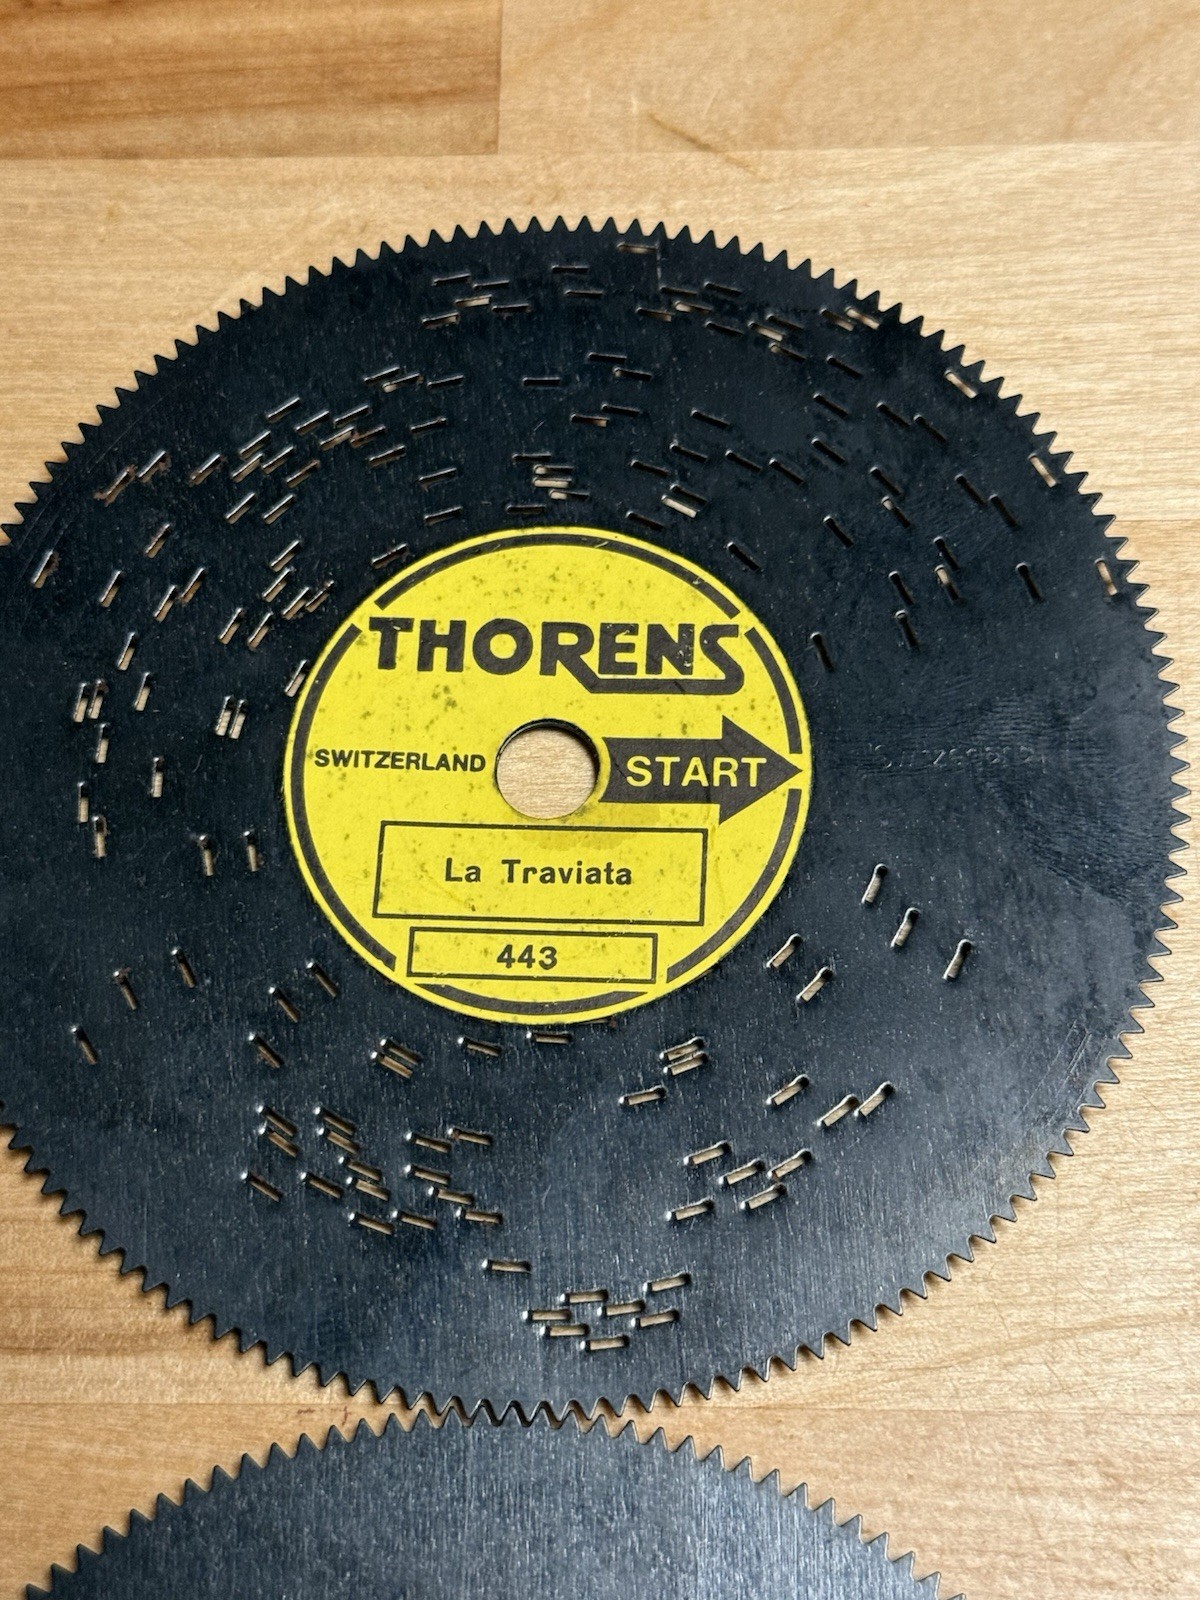 THORENS
SWITZERLAND
START
La Traviata
443